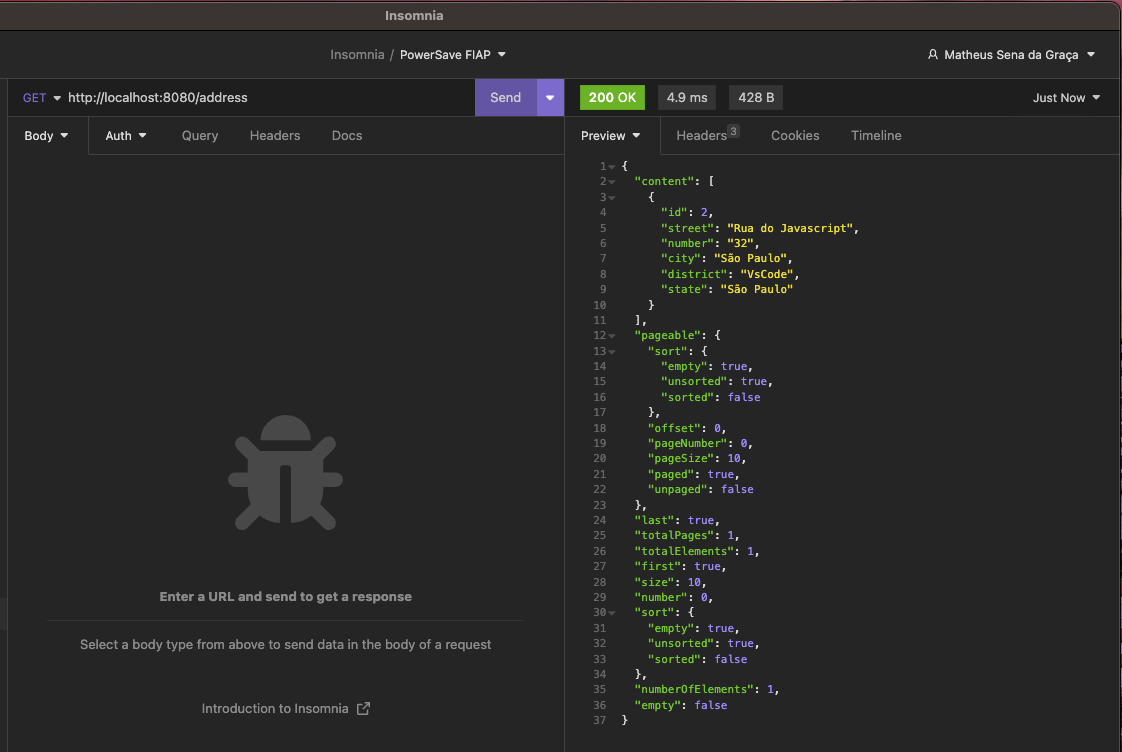 Insomnia
Insomnia / PowerSave FIAP
Matheus Sena da Graça
GET http://localhost:8080/address
Send
200 OK 4.9 ms 428 B
Just Now
Body Auth Query Headers Docs
Preview Headers 3 Cookies Timeline
1 {
2 "content": [
3 {
4 "id": 2,
5 "street": "Rua do Javascript",
6 "number": "32",
7 "city": "São Paulo",
8 "district": "VsCode",
9 "state": "São Paulo"
10 }
11 ],
12 "pageable": {
13 "sort": {
14 "empty": true,
15 "unsorted": true,
16 "sorted": false
17 },
18 "offset": 0,
19 "pageNumber": 0,
20 "pageSize": 10,
21 "paged": true,
22 "unpaged": false
23 },
24 "last": true,
25 "totalPages": 1,
26 "totalElements": 1,
27 "first": true,
28 "size": 10,
29 "number": 0,
30 "sort": {
31 "empty": true,
32 "unsorted": true,
33 "sorted": false
34 },
35 "numberOfElements": 1,
36 "empty": false
37 }
Enter a URL and send to get a response
Select a body type from above to send data in the body of a request
Introduction to Insomnia